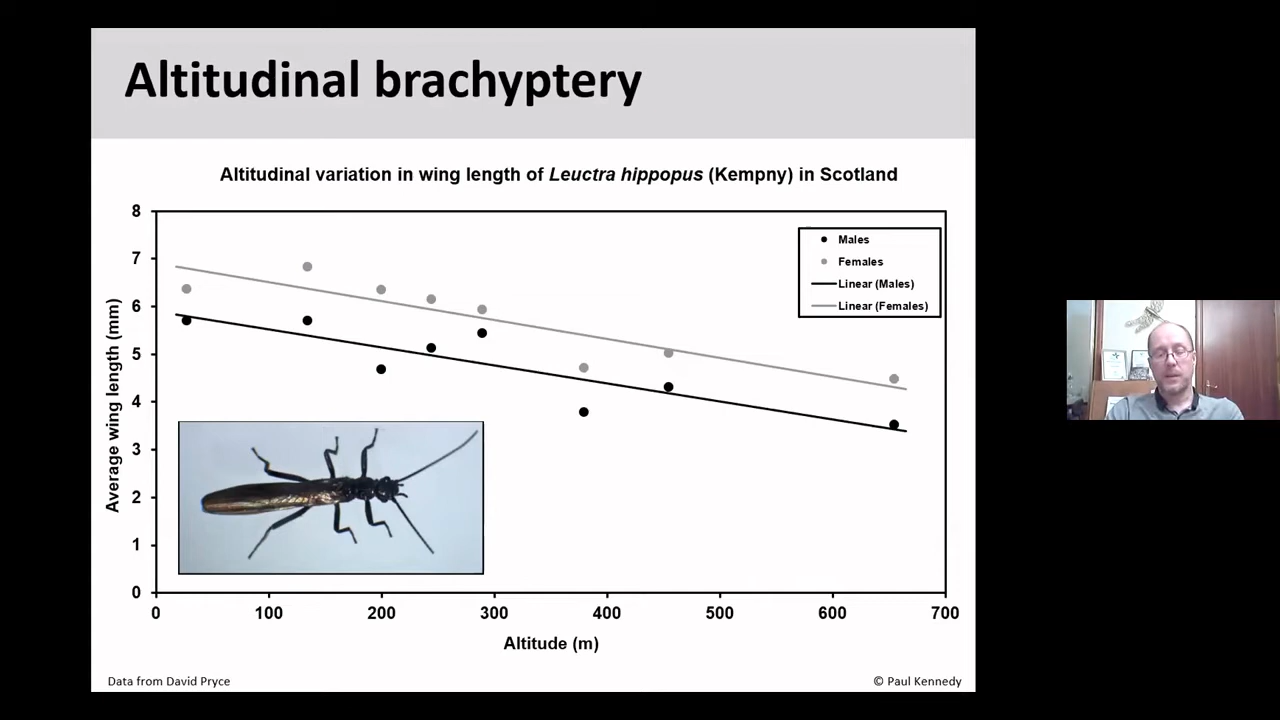 Altitudinal brachyptery
Altitudinal variation in wing length of Leuctra hippopus (Kempny) in Scotland
8
7
6
5
4
3
2
1
0
Average wing length (mm)
Males
Females
Linear (Males)
Linear (Females)
0 100 200 300 400 500 600 700
Altitude (m)
Data from David Pryce
© Paul Kennedy